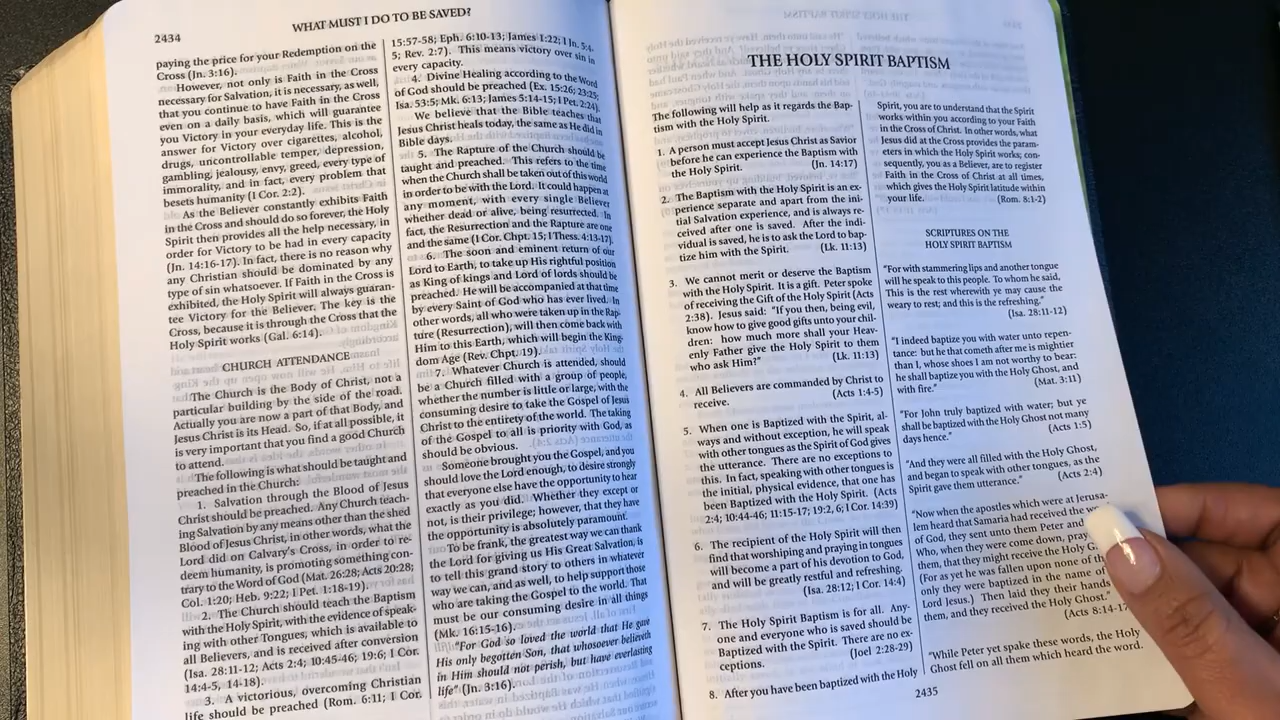 2434
WHAT MUST I DO TO BE SAVED?
paying the price for your Redemption on the
Cross (Jn. 3:16).
However, not only is Faith in the Cross
necessary for Salvation, it is necessary, as well,
that you continue to have Faith in the Cross
even on a daily basis, which will guarantee
you Victory in your everyday life. This is the
answer for Victory over cigarettes, alcohol,
drugs, uncontrollable temper, depression,
gambling, jealousy, envy, greed, every type of
immorality, and in fact, every problem that
besets humanity (1 Cor. 2:2).
As the Believer constantly exhibits Faith
in the Cross and should do so forever, the Holy
Spirit then provides all the help necessary, in
order for Victory to be had in every capacity
(Jn. 14:16-17). In fact, there is no reason why
any Christian should be dominated by any
type of sin whatsoever. If Faith in the Cross is
exhibited, the Holy Spirit will always guaran-
tee Victory for the Believer. The key is the
Cross, because it is through the Cross that the
Holy Spirit works (Gal. 6:14).
CHURCH ATTENDANCE
The Church is the Body of Christ, not a
particular building by the side of the road.
Actually you are now a part of that Body, and
Jesus Christ is its Head. So, if at all possible, it
is very important that you find a good Church
to attend.
The following is what should be taught and
preached in the Church:
1. Salvation through the Blood of Jesus
Christ should be preached. Any Church teach-
ing Salvation by any means other than the shed
Blood of Jesus Christ, in other words, what the
Lord did on Calvary's Cross, in order to re-
deem humanity, is promoting something con-
trary to the Word of God (Mat. 26:28; Acts 20:28;
Col. 1:20; Heb. 9:22; I Pet. 1:18-19).
2. The Church should teach the Baptism
with the Holy Spirit, with the evidence of speak-
ing with other Tongues, which is available to
all Believers, and is received after conversion
(Isa. 28:11-12; Acts 2:4; 10:45-46; 19:6; I Cor.
14:4-5, 14-18).
3. A victorious, overcoming Christian
life should be preached (Rom. 6:11; I Cor.
15:57-58; Eph. 6:10-13; James 1:22; I Jn. 5:4,
5; Rev. 2:7). This means victory over sin in
every capacity.
4. Divine Healing according to the Word
of God should be preached (Ex. 15:26; 23:25;
Isa. 53:5; Mk. 6:13; James 5:14-15; I Pet. 2:24).
We believe that the Bible teaches that
Jesus Christ heals today, the same as He did in
Bible days.
5. The Rapture of the Church should be
taught and preached. This refers to the time
when the Church shall be taken out of this world
in order to be with the Lord. It could happen at
any moment, with every single Believer
whether dead or alive, being resurrected. In
fact, the Resurrection and the Rapture are one
and the same (1 Cor. Chpt. 15; I Thess. 4:13-17).
6. The soon and eminent return of our
Lord to Earth, to take up His rightful position
as King of kings and Lord of lords should be
preached. He will be accompanied at that time
by every Saint of God who has ever lived. In
other words, all who were taken up in the Rap-
ture (Resurrection), will then come back with
Him to this Earth, which will begin the King-
dom Age (Rev. Chpt. 19).
7. Whatever Church is attended, should
be a Church filled with a group of people,
whether the number is little or large, with the
consuming desire to take the Gospel of Jesus
Christ to the entirety of the world. The taking
of the Gospel to all is priority with God, as
should be obvious.
Someone brought you the Gospel, and you
should love the Lord enough, to desire strongly
that everyone else have the opportunity to hear
exactly as you did. Whether they except or
not, is their privilege; however, that they have
the opportunity is absolutely paramount.
To be frank, the greatest way we can thank
the Lord for giving us His Great Salvation, is
to tell this grand story to others in whatever
way we can, and as well, to help support those
who are taking the Gospel to the world. That
must be our consuming desire in all things
(Mk. 16:15-16).
"For God so loved the world that He gave
His only begotten Son, that whosoever believeth
in Him should not perish, but have everlasting
life" (Jn. 3:16).
THE HOLY SPIRIT BAPTISM
The following will help as it regards the Bap-
tism with the Holy Spirit.
1. A person must accept Jesus Christ as Savior
before he can experience the Baptism with
the Holy Spirit. (Jn. 14:17)
2. The Baptism with the Holy Spirit is an ex-
perience separate and apart from the ini-
tial Salvation experience, and is always re-
ceived after one is saved. After the indi-
vidual is saved, he is to ask the Lord to bap-
tize him with the Spirit. (Lk. 11:13)
3. We cannot merit or deserve the Baptism
with the Holy Spirit. It is a gift. Peter spoke
of receiving the Gift of the Holy Spirit (Acts
2:38). Jesus said: "If you then, being evil,
know how to give good gifts unto your chil-
dren: how much more shall your Heav-
enly Father give the Holy Spirit to them
who ask Him?" (Lk. 11:13)
4. All Believers are commanded by Christ to
receive. (Acts 1:4-5)
5. When one is Baptized with the Spirit, al-
ways and without exception, he will speak
with other tongues as the Spirit of God gives
the utterance. There are no exceptions to
this. In fact, speaking with other tongues is
the initial, physical evidence, that one has
been Baptized with the Holy Spirit. (Acts
2:4; 10:44-46; 11:15-17; 19:2, 6; I Cor. 14:39)
6. The recipient of the Holy Spirit will then
find that worshiping and praying in tongues
will become a part of his devotion to God,
and will be greatly restful and refreshing.
(Isa. 28:12; I Cor. 14:4)
7. The Holy Spirit Baptism is for all. Any-
one and everyone who is saved should be
Baptized with the Spirit. There are no ex-
ceptions. (Joel 2:28-29)
8. After you have been baptized with the Holy
Spirit, you are to understand that the Spirit
works within you according to your Faith
in the Cross of Christ. In other words, what
Jesus did at the Cross provides the param-
eters in which the Holy Spirit works; con-
sequently, you as a Believer, are to register
Faith in the Cross of Christ at all times,
which gives the Holy Spirit latitude within
your life. (Rom. 8:1-2)
SCRIPTURES ON THE
HOLY SPIRIT BAPTISM
"For with stammering lips and another tongue
will he speak to this people. To whom he said,
This is the rest wherewith ye may cause the
weary to rest; and this is the refreshing."
(Isa. 28:11-12)
"I indeed baptize you with water unto repen-
tance: but he that cometh after me is mightier
than I, whose shoes I am not worthy to bear:
he shall baptize you with the Holy Ghost, and
with fire." (Mat. 3:11)
"For John truly baptized with water; but ye
shall be baptized with the Holy Ghost not many
days hence." (Acts 1:5)
"And they were all filled with the Holy Ghost,
and began to speak with other tongues, as the
Spirit gave them utterance." (Acts 2:4)
"Now when the apostles which were at Jerusa-
lem heard that Samaria had received the
of God, they sent unto them Peter and
Who, when they were come down,
them, that they might receive the Holy
(For as yet he was fallen upon none of
only they were baptized in the name of
Lord Jesus.) Then laid they their hands
them, and they received the Holy Ghost."
(Acts 8:14-17
"While Peter yet spake these words, the Holy
Ghost fell on all them which heard the word.
2435